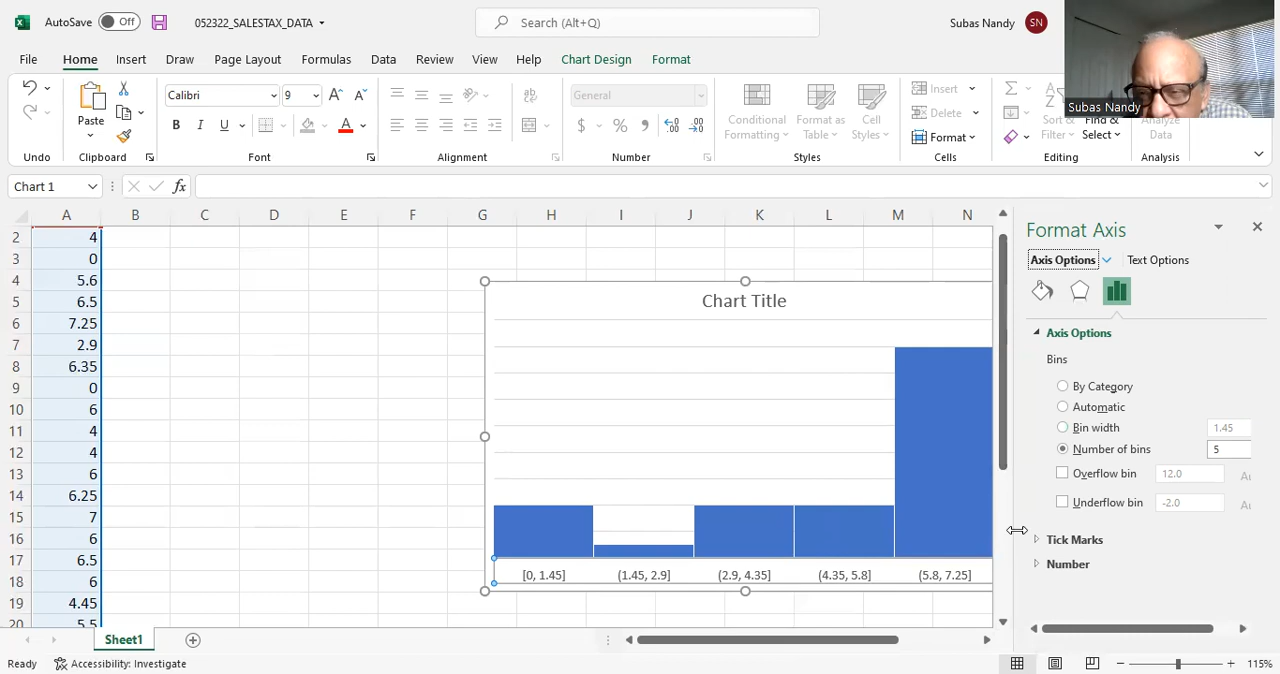 AutoSave Off 052322_SALESTAX_DATA Search (Alt+Q) Subas Nandy SN
File Home Insert Draw Page Layout Formulas Data Review View Help Chart Design Format
Subas Nandy
Paste Calibri 9 General Conditional Formatting Format as Table Cell Styles Insert Delete Format Sort & Filter Find & Select Analyze Data
B I U A $ % 9
Undo Clipboard Font Alignment Number Styles Cells Editing Analysis
Chart 1 fx
A B C D E F G H I J K L M N
2 4
3 0
4 5.6
5 6.5
6 7.25
7 2.9
8 6.35
9 0
10 6
11 4
12 4
13 6
14 6.25
15 7
16 6
17 6.5
18 6
19 4.45
20 5.5
Chart Title
[0, 1.45] (1.45, 2.9] (2.9, 4.35] (4.35, 5.8] (5.8, 7.25]
Format Axis
Axis Options Text Options
Axis Options
Bins
By Category
Automatic
Bin width 1.45
Number of bins 5
Overflow bin 12.0
Underflow bin -2.0
Tick Marks
Number
Sheet1
Ready Accessibility: Investigate 115%